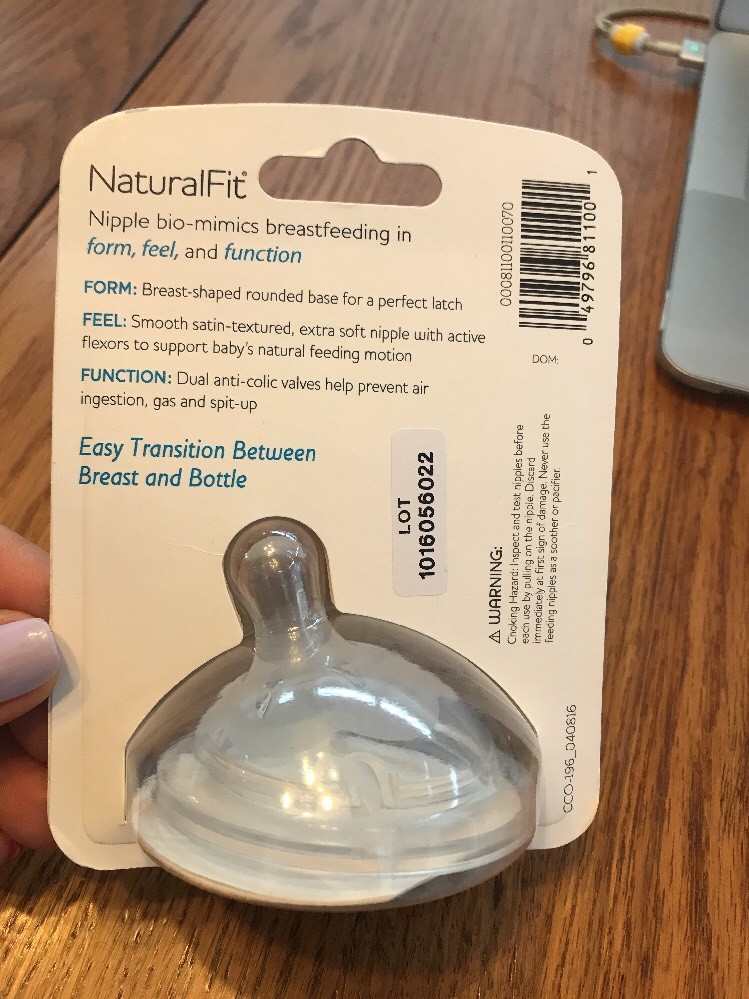 NaturalFit®
Nipple bio-mimics breastfeeding in
form, feel, and function
FORM: Breast-shaped rounded base for a perfect latch
FEEL: Smooth satin-textured, extra soft nipple with active
flexors to support baby's natural feeding motion
FUNCTION: Dual anti-colic valves help prevent air
ingestion, gas and spit-up
Easy Transition Between
Breast and Bottle
LOT
1016056022
00081100110070
0 49796 81100 1
DOM:
⚠ WARNING:
Choking Hazard: Inspect and test nipples before
each use by pulling on the nipple. Discard
immediately at first sign of damage. Never use the
feeding nipples as a soother or pacifier.
CCO-196_040816